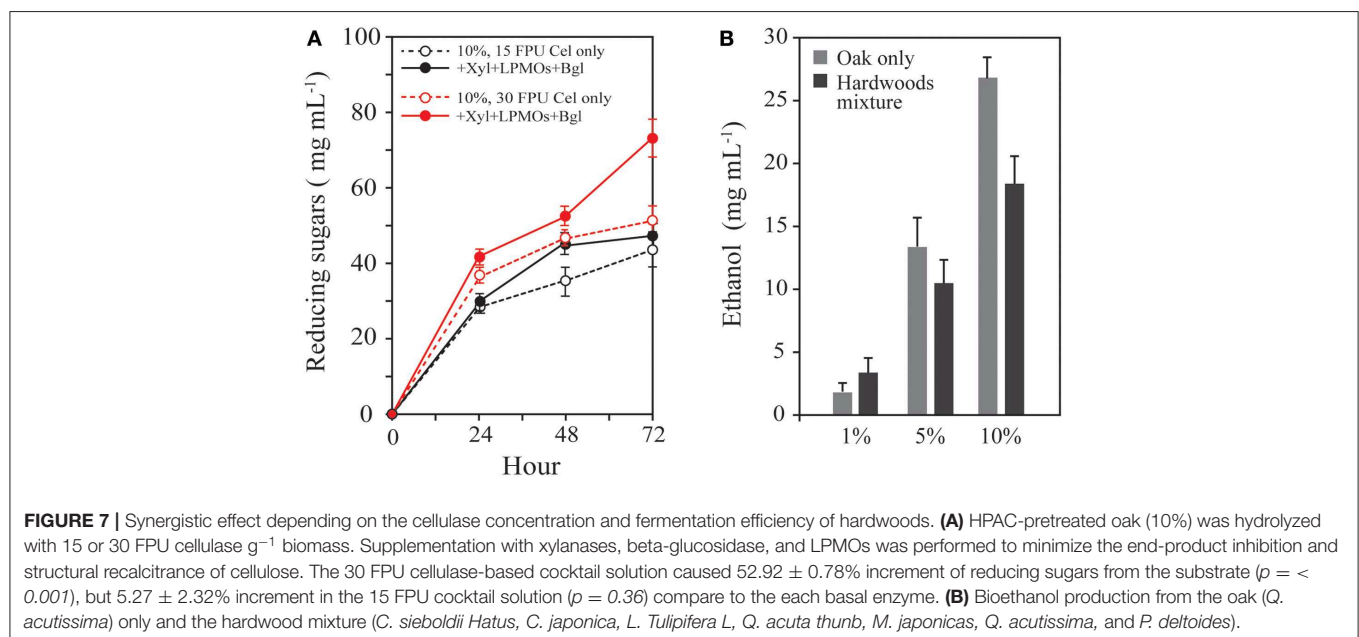 A
100
80
60
40
20
0
Reducing sugars ( mg mL-1)
10%, 15 FPU Cel only
+Xyl+LPMOs+Bgl
10%, 30 FPU Cel only
+Xyl+LPMOs+Bgl
0 24 48 72
Hour
B
30
25
20
15
10
5
0
Ethanol (mg mL-1)
Oak only
Hardwoods
mixture
1% 5% 10%
FIGURE 7 | Synergistic effect depending on the cellulase concentration and fermentation efficiency of hardwoods. (A) HPAC-pretreated oak (10%) was hydrolyzed
with 15 or 30 FPU cellulase g−1 biomass. Supplementation with xylanases, beta-glucosidase, and LPMOs was performed to minimize the end-product inhibition and
structural recalcitrance of cellulose. The 30 FPU cellulase-based cocktail solution caused 52.92 ± 0.78% increment of reducing sugars from the substrate (p = <
0.001), but 5.27 ± 2.32% increment in the 15 FPU cocktail solution (p = 0.36) compare to the each basal enzyme. (B) Bioethanol production from the oak (Q.
acutissima) only and the hardwood mixture (C. sieboldii Hatus, C. japonica, L. Tulipifera L, Q. acuta thunb, M. japonicas, Q. acutissima, and P. deltoides).